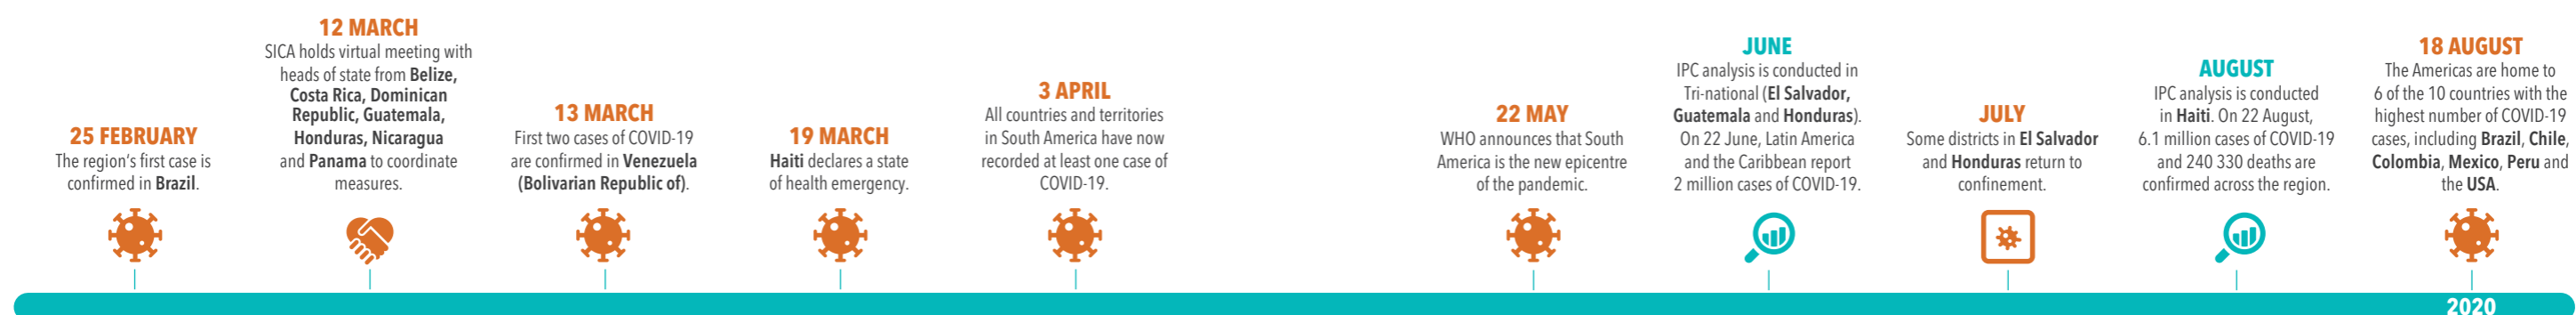 25 FEBRUARY
The region's first case is
confirmed in Brazil.
12 MARCH
SICA holds virtual meeting with
heads of state from Belize,
Costa Rica, Dominican
Republic, Guatemala,
Honduras, Nicaragua
and Panama to coordinate
measures.
13 MARCH
First two cases of COVID-19
are confirmed in Venezuela
(Bolivarian Republic of).
19 MARCH
Haiti declares a state
of health emergency.
3 APRIL
All countries and territories
in South America have now
recorded at least one case of
COVID-19.
22 MAY
WHO announces that South
America is the new epicentre
of the pandemic.
JUNE
IPC analysis is conducted in
Tri-national (El Salvador,
Guatemala and Honduras).
On 22 June, Latin America
and the Caribbean report
2 million cases of COVID-19.
JULY
Some districts in El Salvador
and Honduras return to
confinement.
AUGUST
IPC analysis is conducted
in Haiti. On 22 August,
6.1 million cases of COVID-19
and 240 330 deaths are
confirmed across the region.
18 AUGUST
The Americas are home to
6 of the 10 countries with the
highest number of COVID-19
cases, including Brazil, Chile,
Colombia, Mexico, Peru and
the USA.
2020